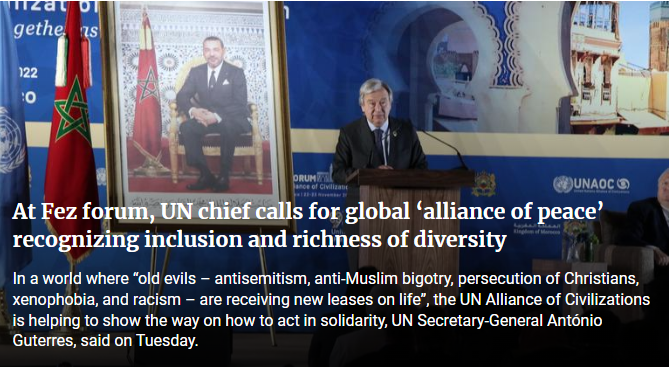 2022
FORUM
UNAOC
At Fez forum, UN chief calls for global ‘alliance of peace’
recognizing inclusion and richness of diversity
In a world where “old evils – antisemitism, anti-Muslim bigotry, persecution of Christians,
xenophobia, and racism – are receiving new leases on life”, the UN Alliance of Civilizations
is helping to show the way on how to act in solidarity, UN Secretary-General António
Guterres, said on Tuesday.